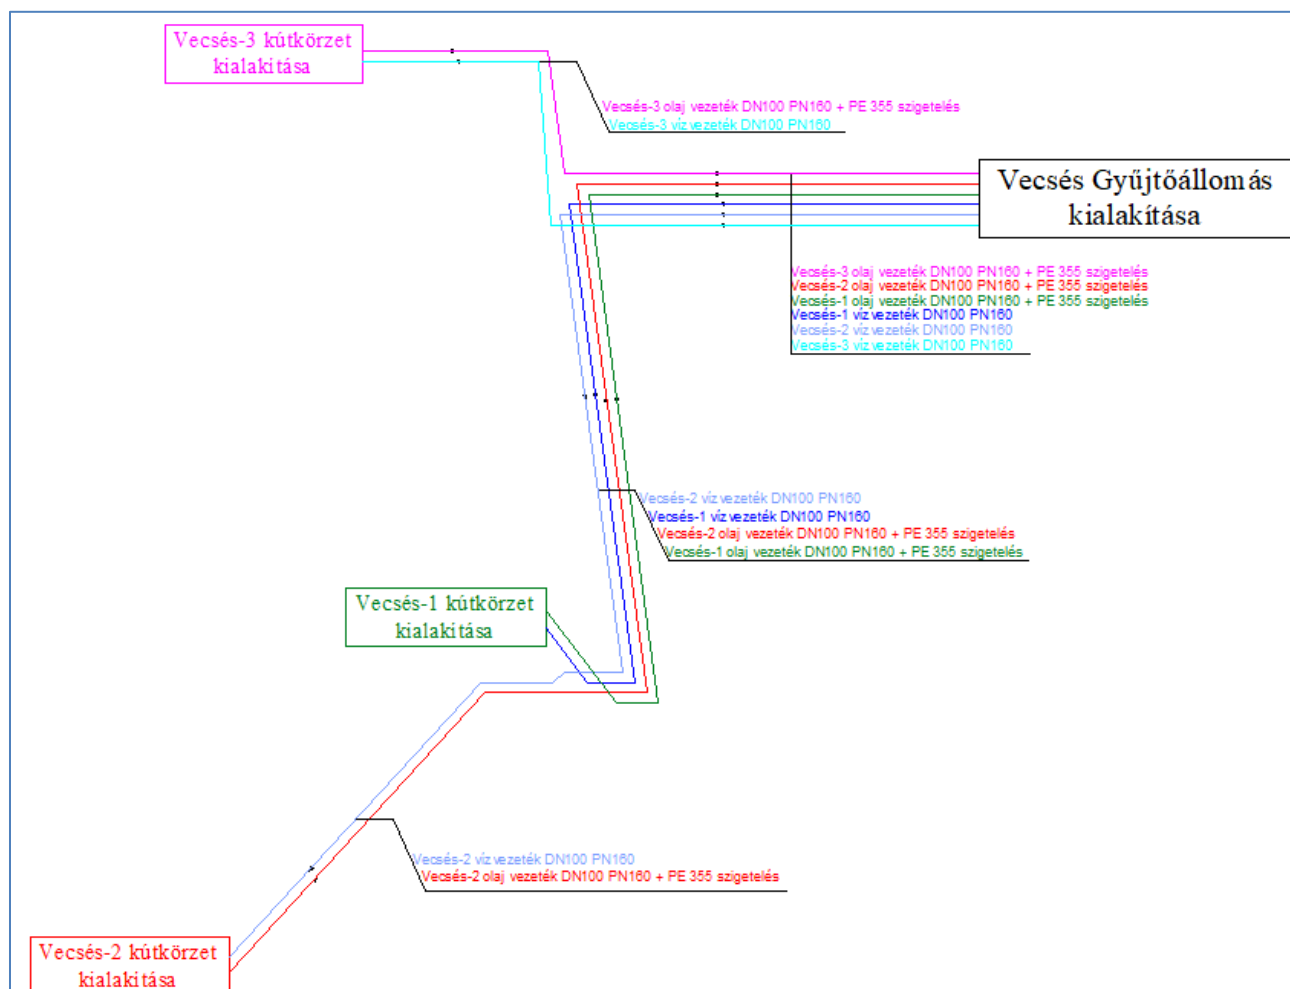 Vecsés-3 kútkörzet
kialakítása
Vecsés-3 olaj vezeték DN100 PN160 + PE 355 szigetelés
Vecsés-3 víz vezeték DN100 PN160
Vecsés Gyűjtőállomás
kialakítása
Vecsés-3 olaj vezeték DN100 PN160 + PE 355 szigetelés
Vecsés-2 olaj vezeték DN100 PN160 + PE 355 szigetelés
Vecsés-1 olaj vezeték DN100 PN160 + PE 355 szigetelés
Vecsés-1 víz vezeték DN100 PN160
Vecsés-2 víz vezeték DN100 PN160
Vecsés-3 víz vezeték DN100 PN160
Vecsés-2 víz vezeték DN100 PN160
Vecsés-1 víz vezeték DN100 PN160
Vecsés-2 olaj vezeték DN100 PN160 + PE 355 szigetelés
Vecsés-1 olaj vezeték DN100 PN160 + PE 355 szigetelés
Vecsés-1 kútkörzet
kialakítása
Vecsés-2 víz vezeték DN100 PN160
Vecsés-2 olaj vezeték DN100 PN160 + PE 355 szigetelés
Vecsés-2 kútkörzet
kialakítása